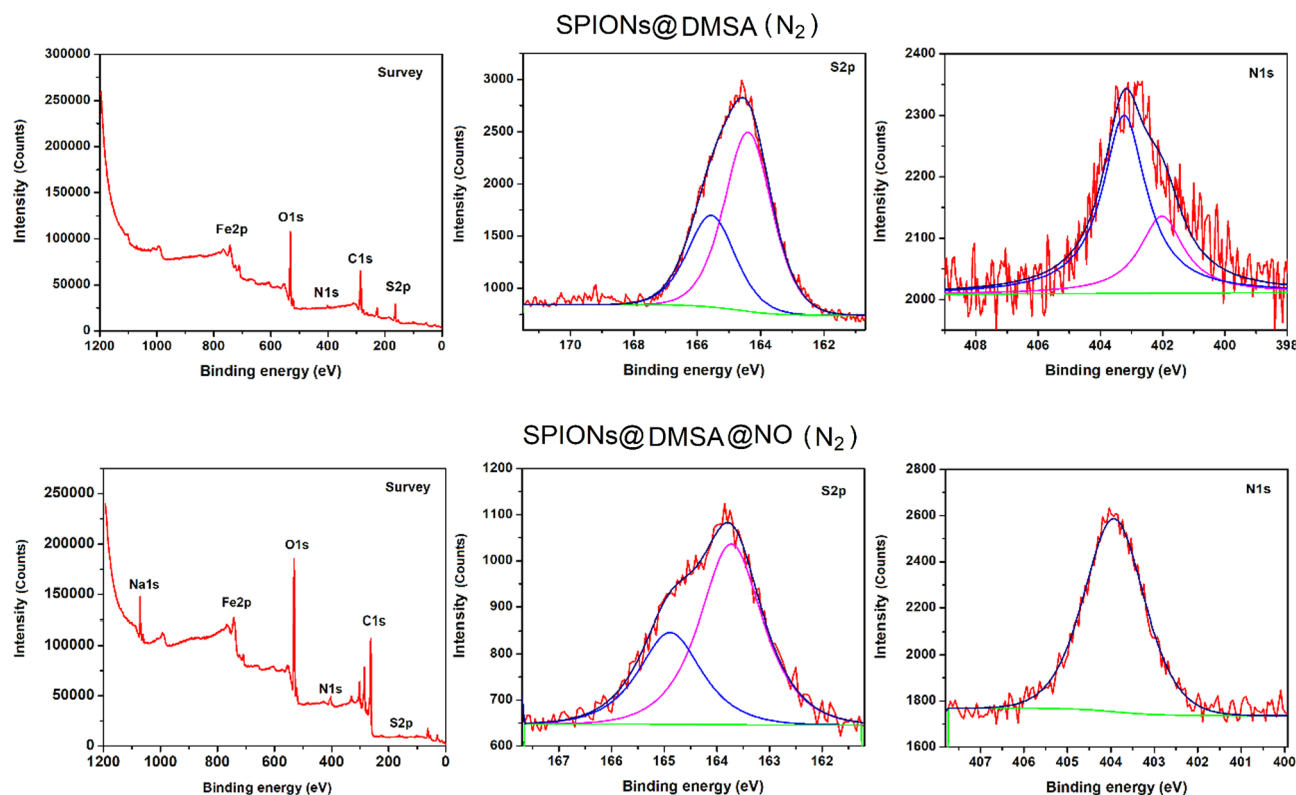 SPIONs@DMSA (N₂)
Survey
Intensity (Counts)
300000
250000
200000
150000
100000
50000
0
Fe2p
O1s
N1s
C1s
S2p
1200 1000 800 600 400 200 0
Binding energy (eV)
S2p
Intensity (Counts)
3000
2500
2000
1500
1000
170 168 166 164 162
Binding energy (eV)
N1s
Intensity (Counts)
2400
2300
2200
2100
2000
408 406 404 402 400 398
Binding energy (eV)
SPIONs@DMSA@NO (N₂)
Survey
Intensity (Counts)
250000
200000
150000
100000
50000
0
Na1s
Fe2p
O1s
N1s
C1s
S2p
1200 1000 800 600 400 200 0
Binding energy (eV)
S2p
Intensity (Counts)
1200
1100
1000
900
800
700
600
167 166 165 164 163 162
Binding energy (eV)
N1s
Intensity (Counts)
2800
2600
2400
2200
2000
1800
1600
407 406 405 404 403 402 401 400
Binding energy (eV)